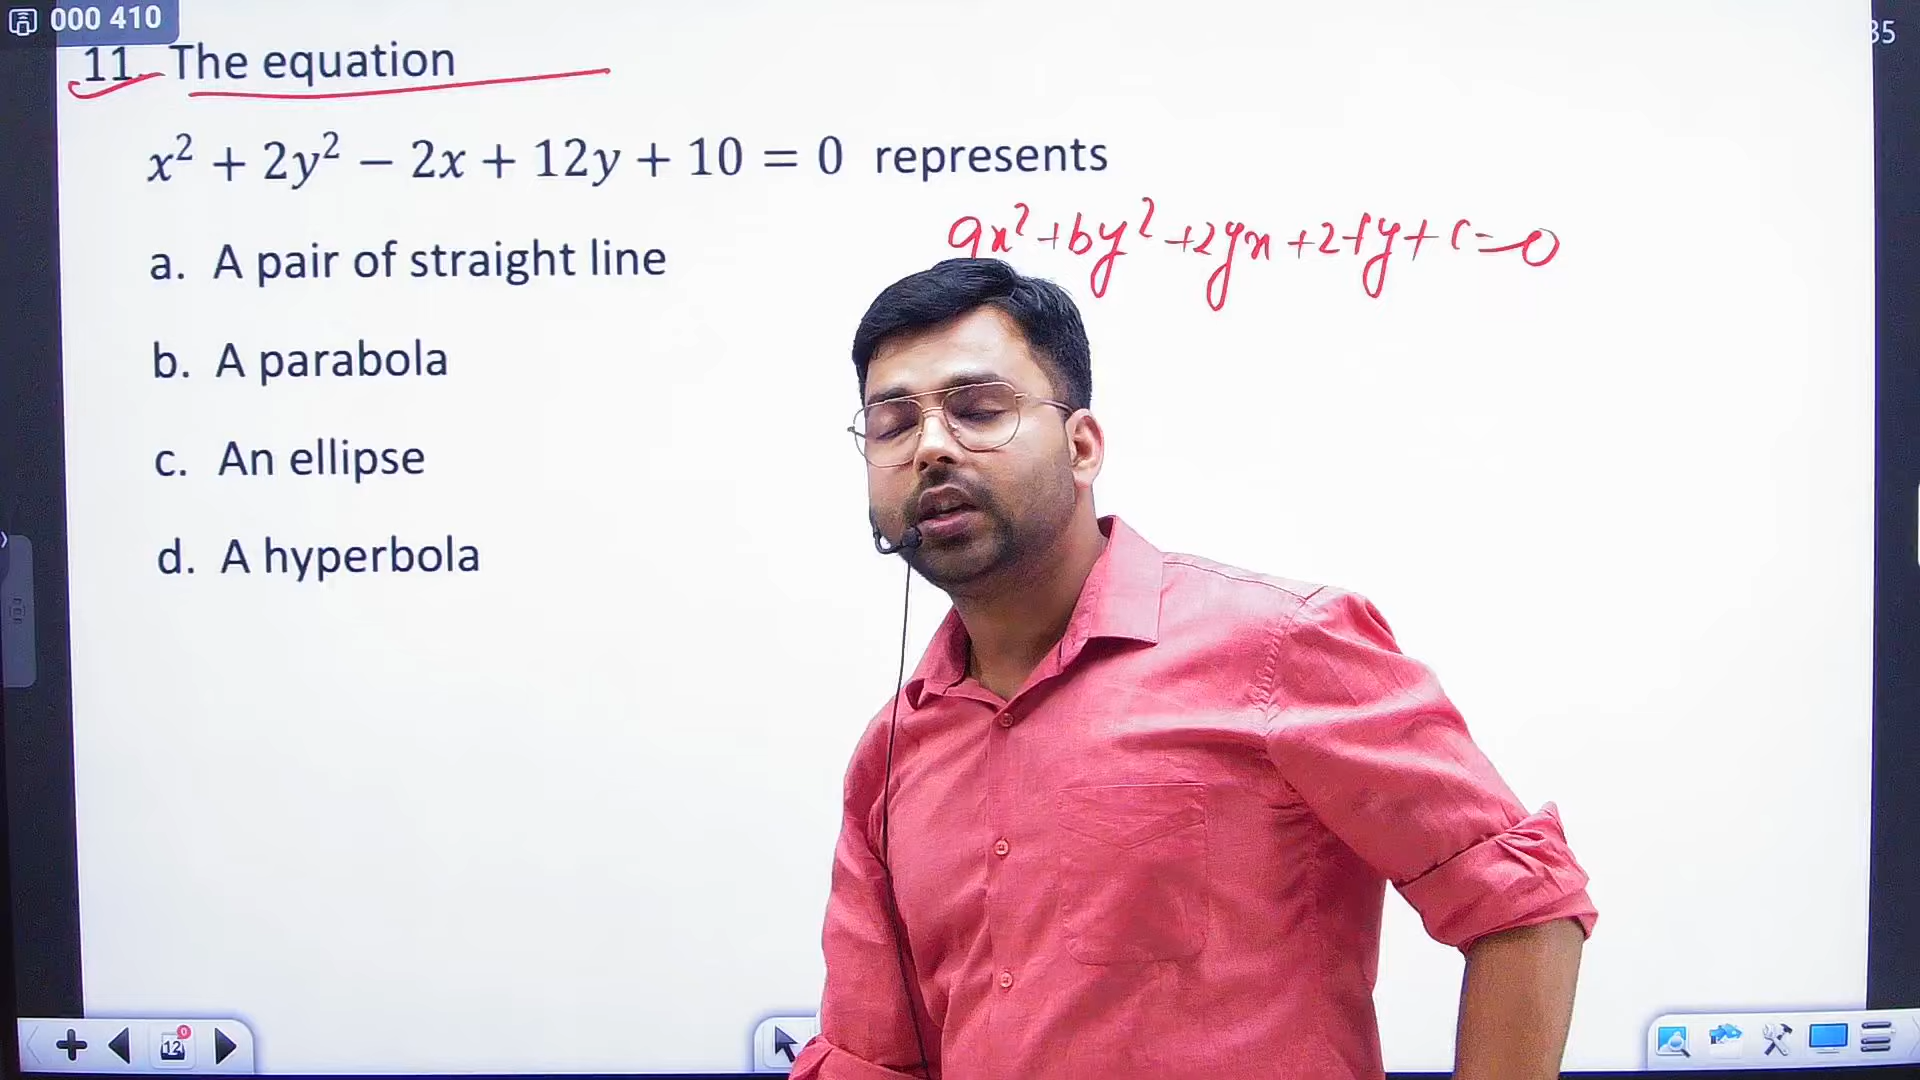 000 410
35
11. The equation
x² + 2y² − 2x + 12y + 10 = 0 represents
ax²+by²+2gx+2fy+c=0
a. A pair of straight line
b. A parabola
c. An ellipse
d. A hyperbola
12
0